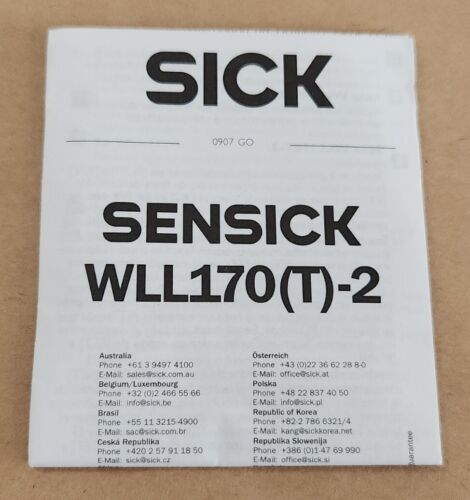 SICK
0907 GO
SENSICK
WLL170(T)-2
Australia
Phone +61 3 9497 4100
E-Mail: sales@sick.com.au
Belgium/Luxembourg
Phone +32 (0)2 466 55 66
E-Mail: info@sick.be
Brasil
Phone +55 11 3215-4900
E-Mail: sac@sick.com.br
Ceská Republika
Phone +420 2 57 91 18 50
E-Mail: sick@sick.cz
Österreich
Phone +43 (0)22 36 62 28 8-0
E-Mail: office@sick.at
Polska
Phone +48 22 837 40 50
E-Mail: info@sick.pl
Republic of Korea
Phone +82-2 786 6321/4
E-Mail: kang@sickkorea.net
Republika Slowenija
Phone +386 (0)1-47 69 990
E-Mail: office@sick.si